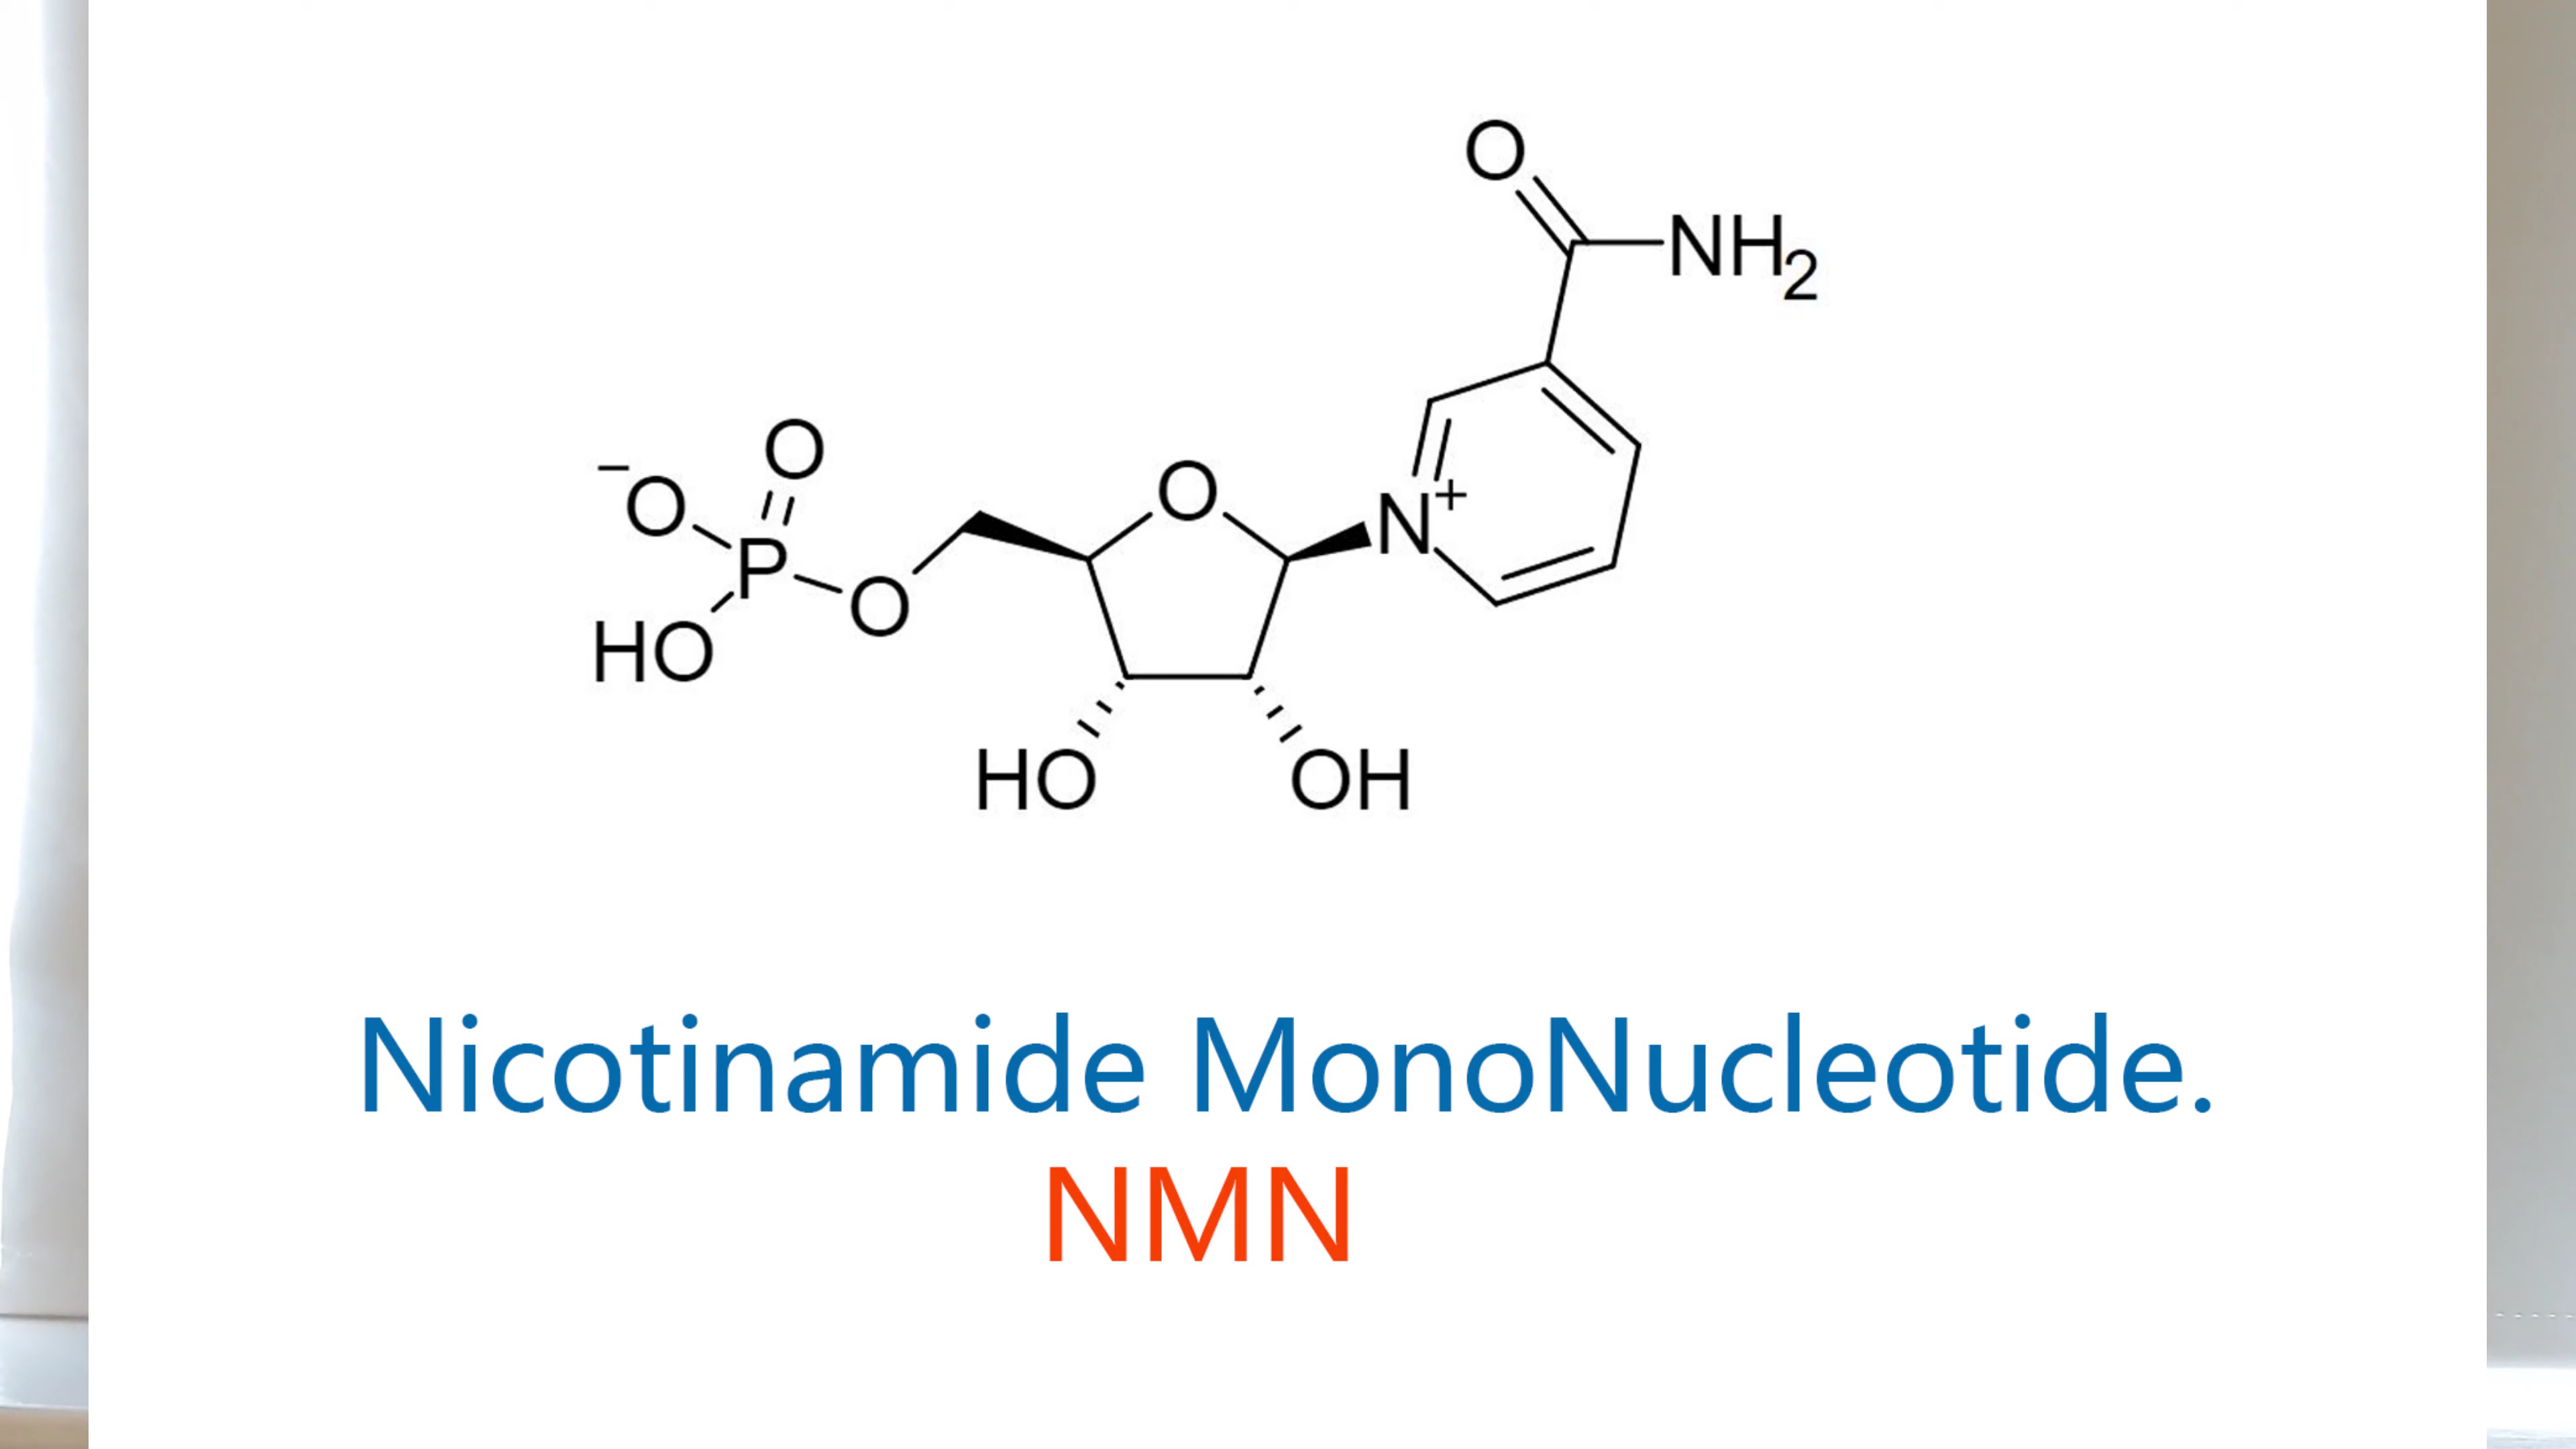 O
NH2
O
−O
O
N+
P
O
HO
HO
OH
Nicotinamide MonoNucleotide.
NMN